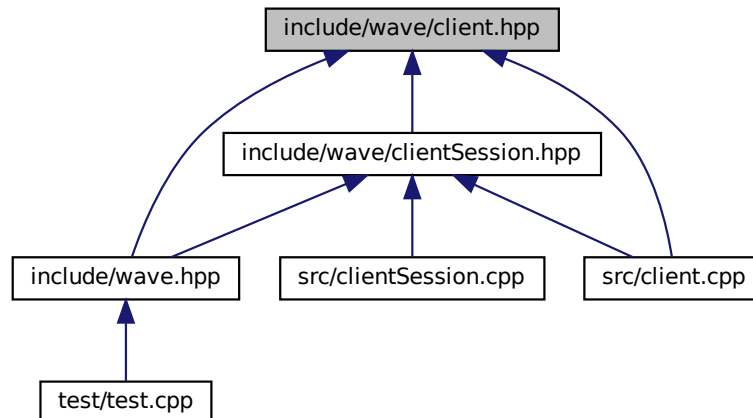 include/wave/client.hpp
include/wave/clientSession.hpp
include/wave.hpp
src/clientSession.cpp
src/client.cpp
test/test.cpp